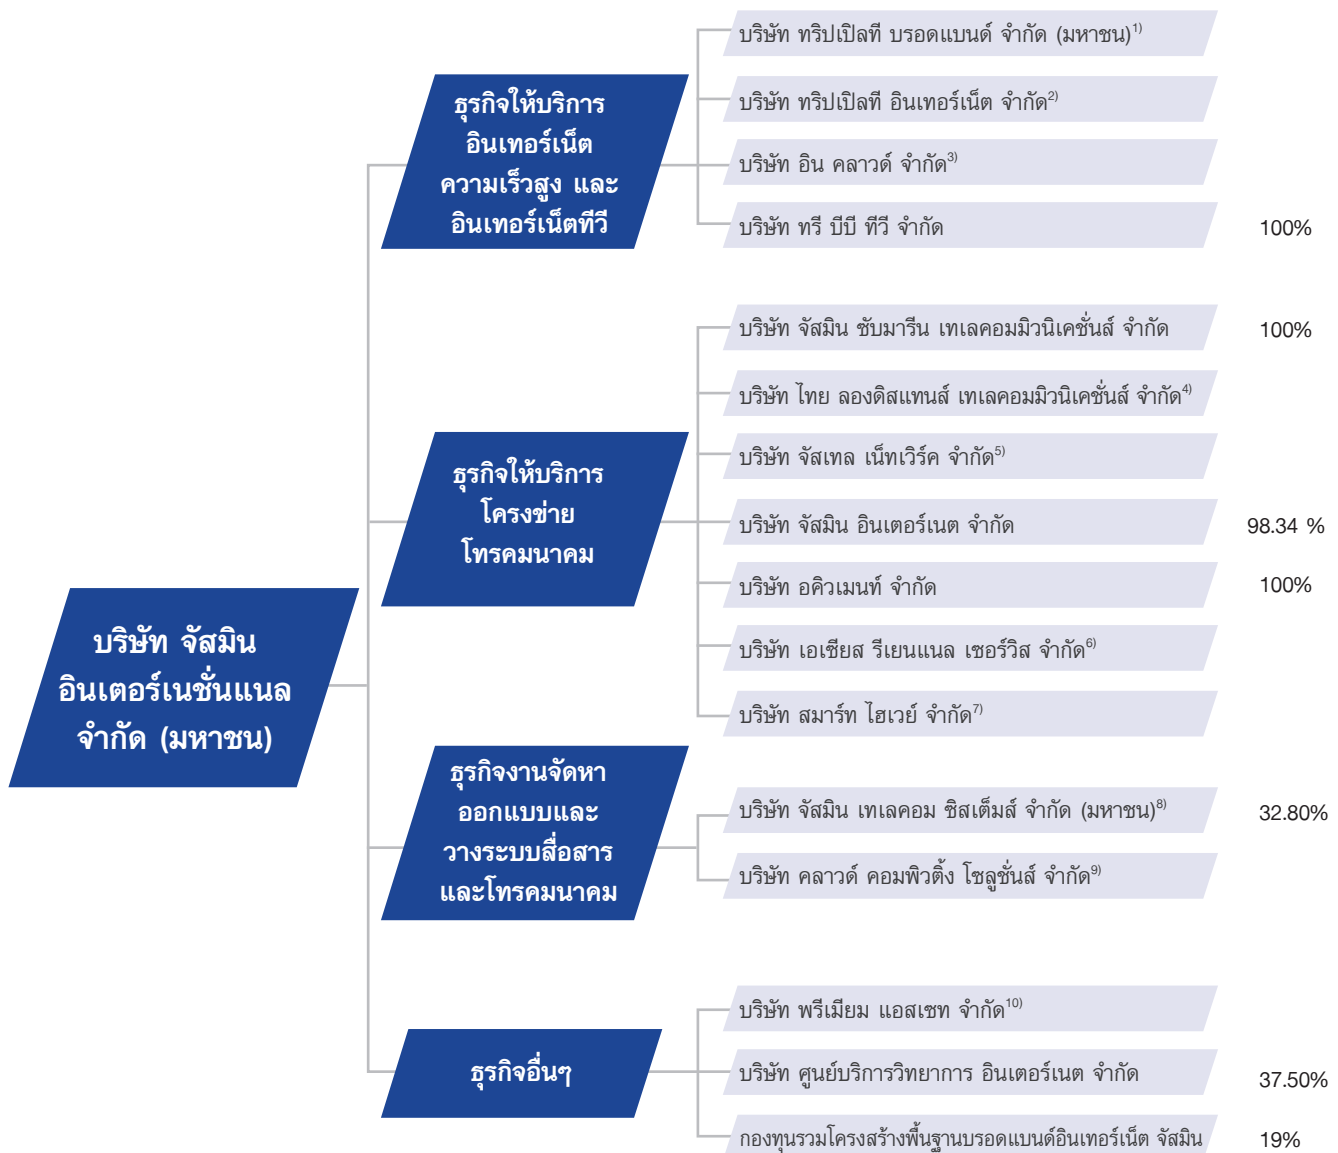 บริษัท จัสมิน
อินเตอร์เนชั่นแนล
จำกัด (มหาชน)
ธุรกิจให้บริการ
อินเทอร์เน็ต
ความเร็วสูง และ
อินเทอร์เน็ตทีวี
บริษัท ทริปเปิลที บรอดแบนด์ จำกัด (มหาชน)1)
บริษัท ทริปเปิลที อินเทอร์เน็ต จำกัด2)
บริษัท อิน คลาวด์ จำกัด3)
บริษัท ทรี บีบี ทีวี จำกัด 100%
ธุรกิจให้บริการ
โครงข่าย
โทรคมนาคม
บริษัท จัสมิน ซับมารีน เทเลคอมมิวนิเคชั่นส์ จำกัด 100%
บริษัท ไทย ลองดิสแทนส์ เทเลคอมมิวนิเคชั่นส์ จำกัด4)
บริษัท จัสเทล เน็ทเวิร์ค จำกัด5)
บริษัท จัสมิน อินเตอร์เนต จำกัด 98.34 %
บริษัท อคิวเมนท์ จำกัด 100%
บริษัท เอเชียส รีเยนแนล เซอร์วิส จำกัด6)
บริษัท สมาร์ท ไฮเวย์ จำกัด7)
ธุรกิจงานจัดหา
ออกแบบและ
วางระบบสื่อสาร
และโทรคมนาคม
บริษัท จัสมิน เทเลคอม ซิสเต็มส์ จำกัด (มหาชน)8) 32.80%
บริษัท คลาวด์ คอมพิวติ้ง โซลูชั่นส์ จำกัด9)
ธุรกิจอื่นๆ
บริษัท พรีเมียม แอสเซท จำกัด10)
บริษัท ศูนย์บริการวิทยาการ อินเตอร์เนต จำกัด 37.50%
กองทุนรวมโครงสร้างพื้นฐานบรอดแบนด์อินเทอร์เน็ต จัสมิน 19%